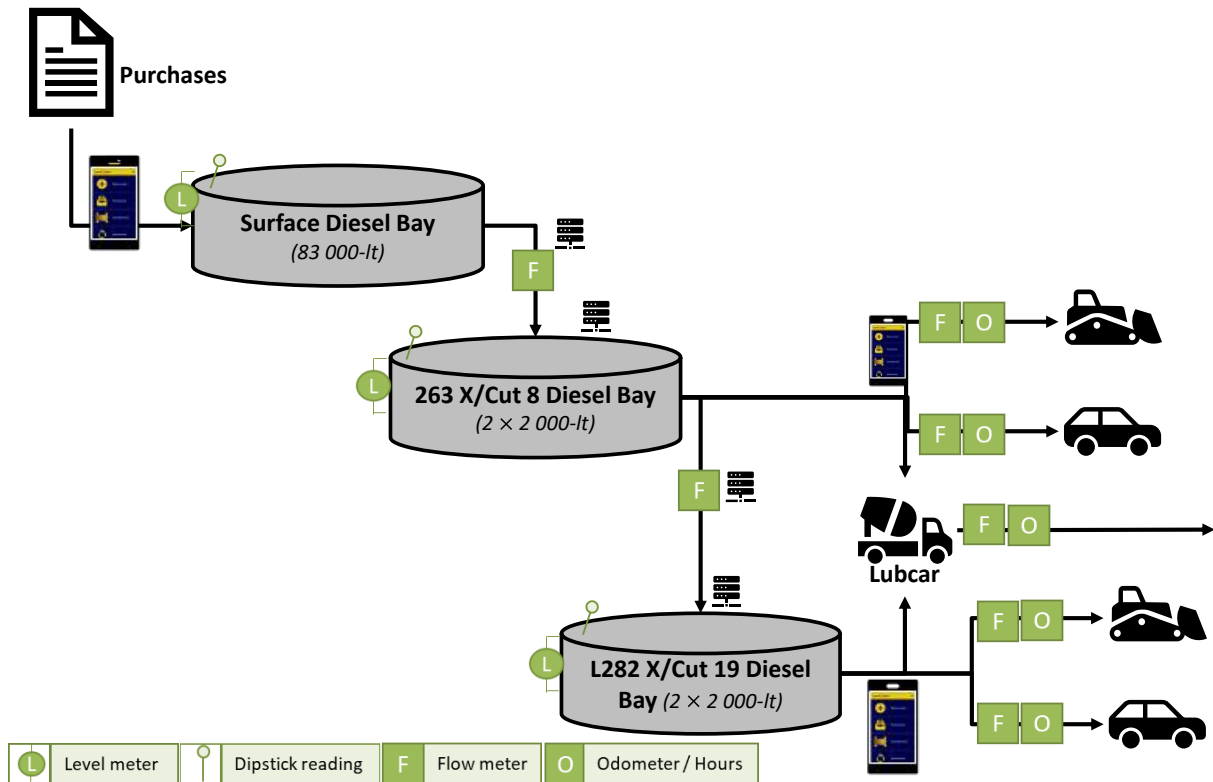 Purchases
L
Surface Diesel Bay
(83 000-lt)
F
L
263 X/Cut 8 Diesel Bay
(2 × 2 000-lt)
F O
F O
F
F O
Lubcar
F O
L
L282 X/Cut 19 Diesel
Bay (2 × 2 000-lt)
F O
L Level meter
Dipstick reading
F Flow meter
O Odometer / Hours